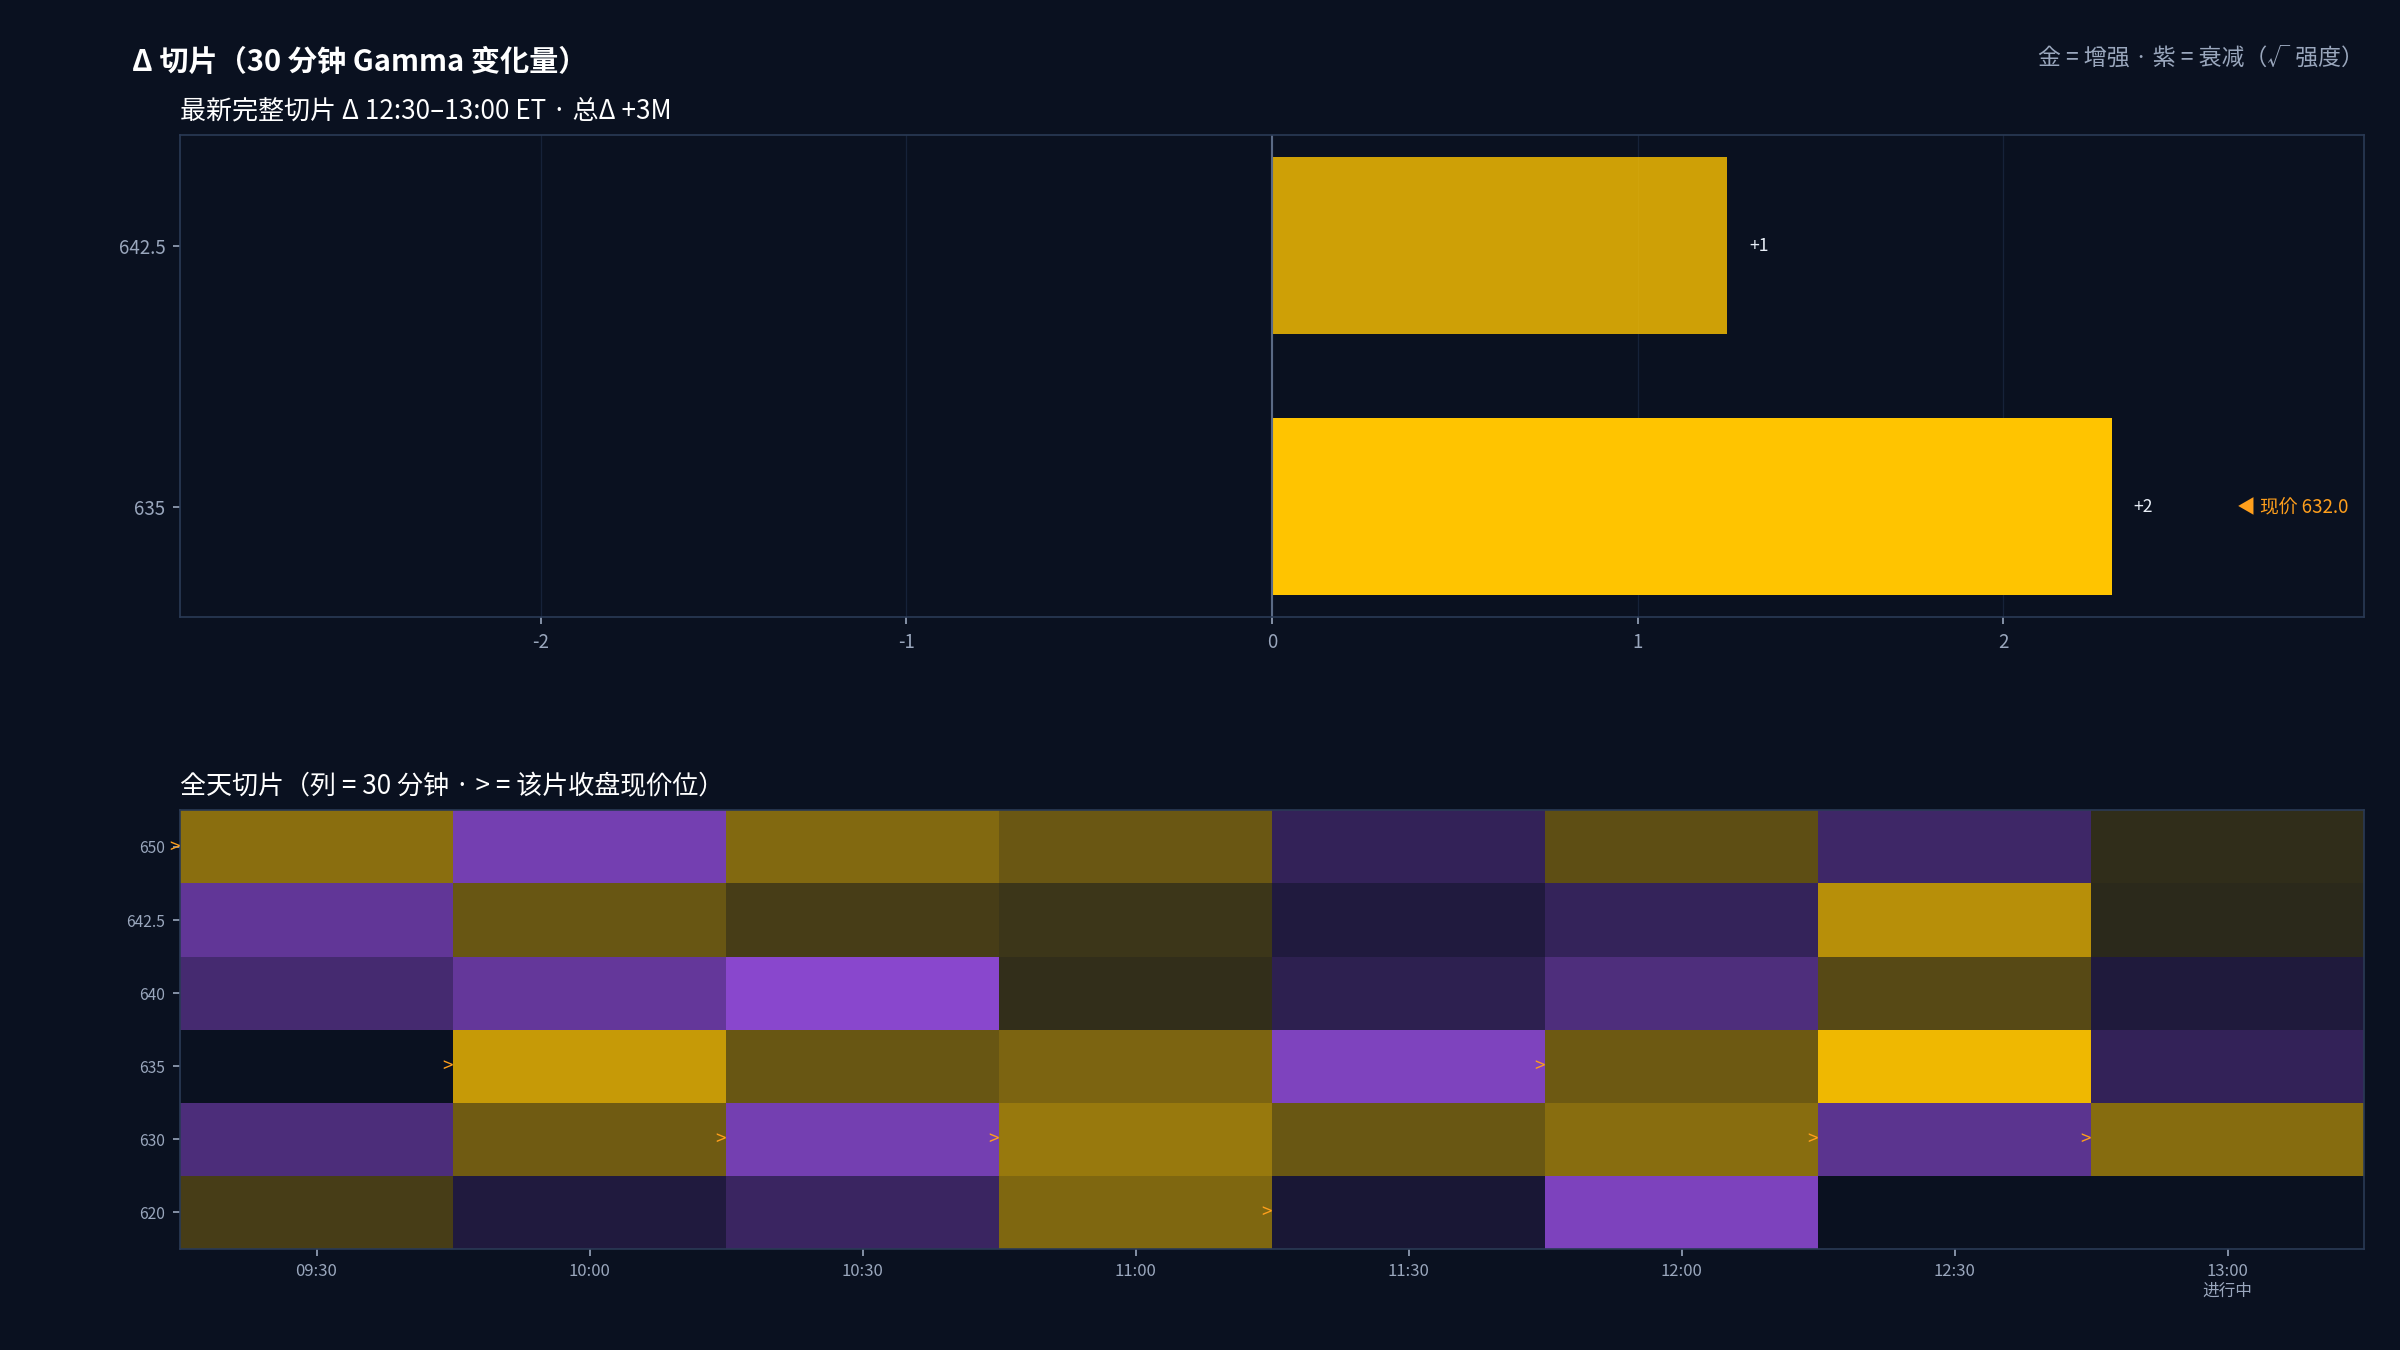 Δ 切片（30 分钟 Gamma 变化量）
金 = 增强 · 紫 = 衰减（√ 强度）
最新完整切片 Δ 12:30–13:00 ET · 总Δ +3M
642.5
+1
635
+2
◀ 现价 632.0
-2 -1 0 1 2
全天切片（列 = 30 分钟 · > = 该片收盘现价位）
650 >
642.5
640
635 > >
630 > > > >
620 >
09:30 10:00 10:30 11:00 11:30 12:00 12:30 13:00
进行中